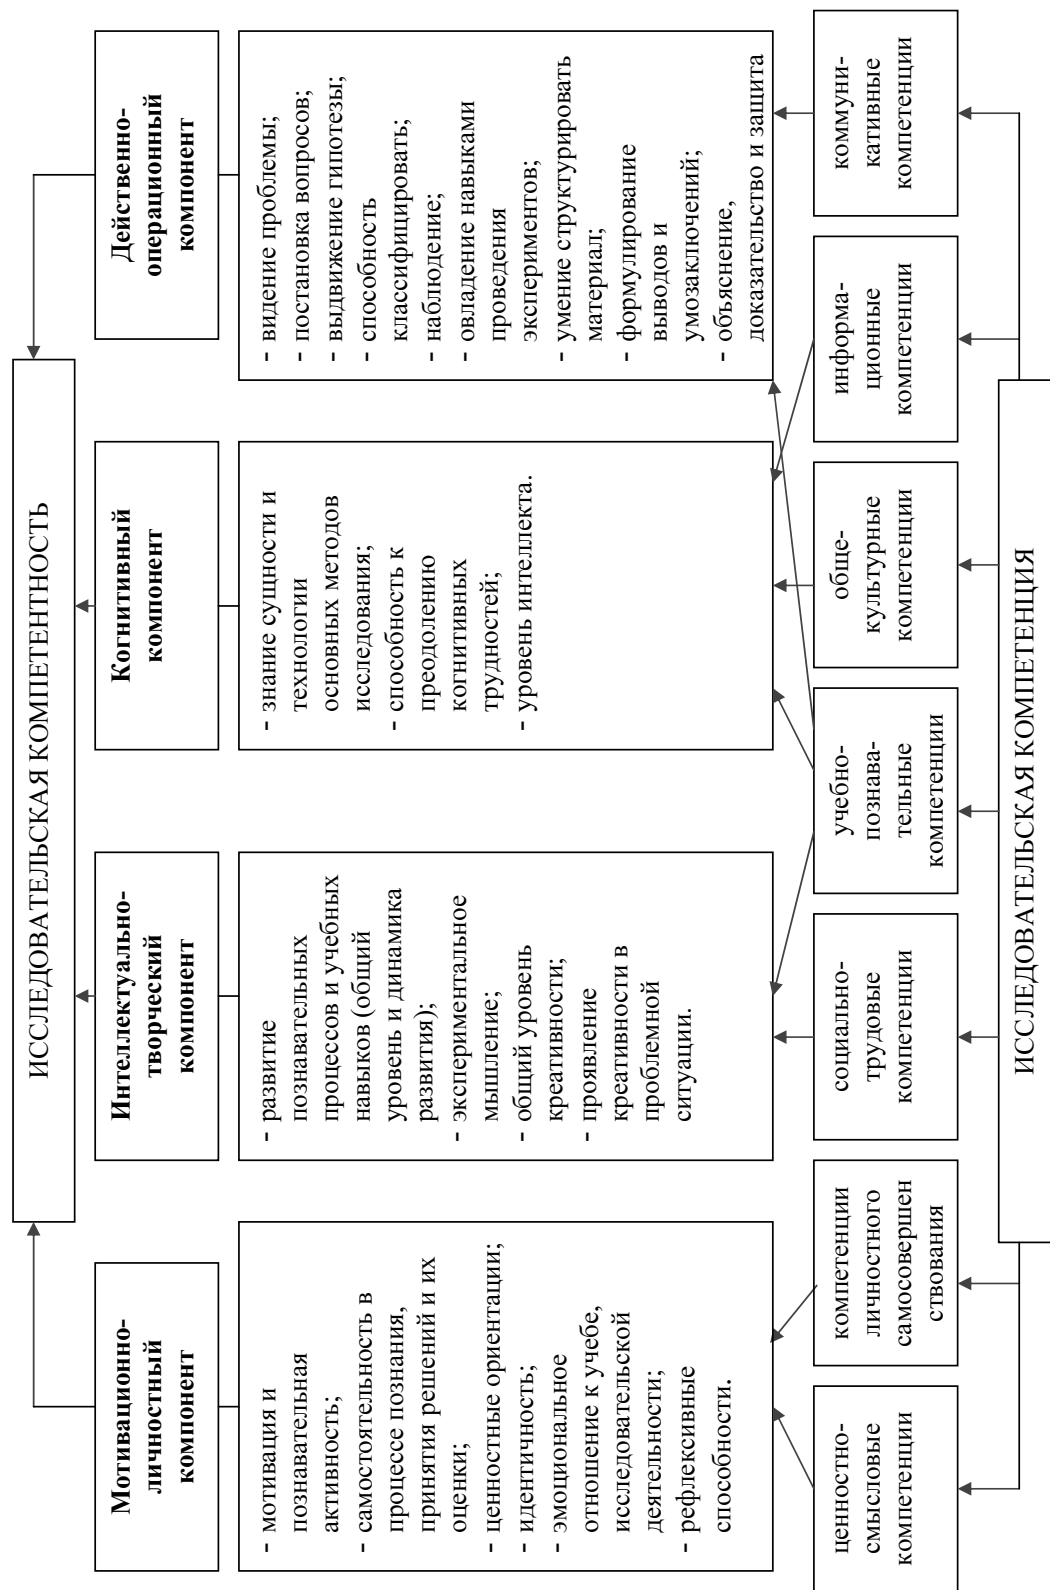 ИССЛЕДОВАТЕЛЬСКАЯ КОМПЕТЕНТНОСТЬ
Мотивационно-
личностный
компонент
Интеллектуально-
творческий
компонент
Когнитивный
компонент
Действенно-
операционный
компонент
- мотивация и
познавательная
активность;
- самостоятельность в
процессе познания,
принятия решений и их
оценки;
- ценностные ориентации;
- идентичность;
- эмоциональное
отношение к учебе,
исследовательской
деятельности;
- рефлексивные
способности.
- развитие
познавательных
процессов и учебных
навыков (общий
уровень и динамика
развития);
- экспериментальное
мышление;
- общий уровень
креативности;
- проявление
креативности в
проблемной
ситуации.
- знание сущности и
технологии
основных методов
исследования;
- способность к
преодолению
когнитивных
трудностей;
- уровень интеллекта.
- видение проблемы;
- постановка вопросов;
- выдвижение гипотезы;
- способность
классифицировать;
- наблюдение;
- овладение навыками
проведения
экспериментов;
- умение структурировать
материал;
- формулирование
выводов и
умозаключений;
- объяснение,
доказательство и защита
ценностно-
смысловые
компетенции
компетенции
личностного
самосовершен
ствования
социально-
трудовые
компетенции
учебно-
познава-
тельные
компетенции
обще-
культурные
компетенции
информа-
ционные
компетенции
коммуни-
кативные
компетенции
ИССЛЕДОВАТЕЛЬСКАЯ КОМПЕТЕНЦИЯ